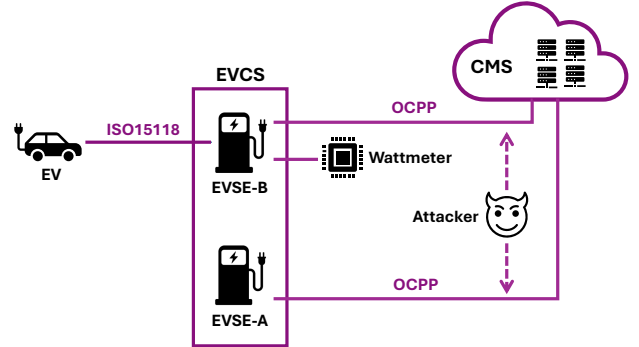 EVCS
CMS
OCPP
ISO15118
EV
EVSE-B
Wattmeter
Attacker
OCPP
EVSE-A